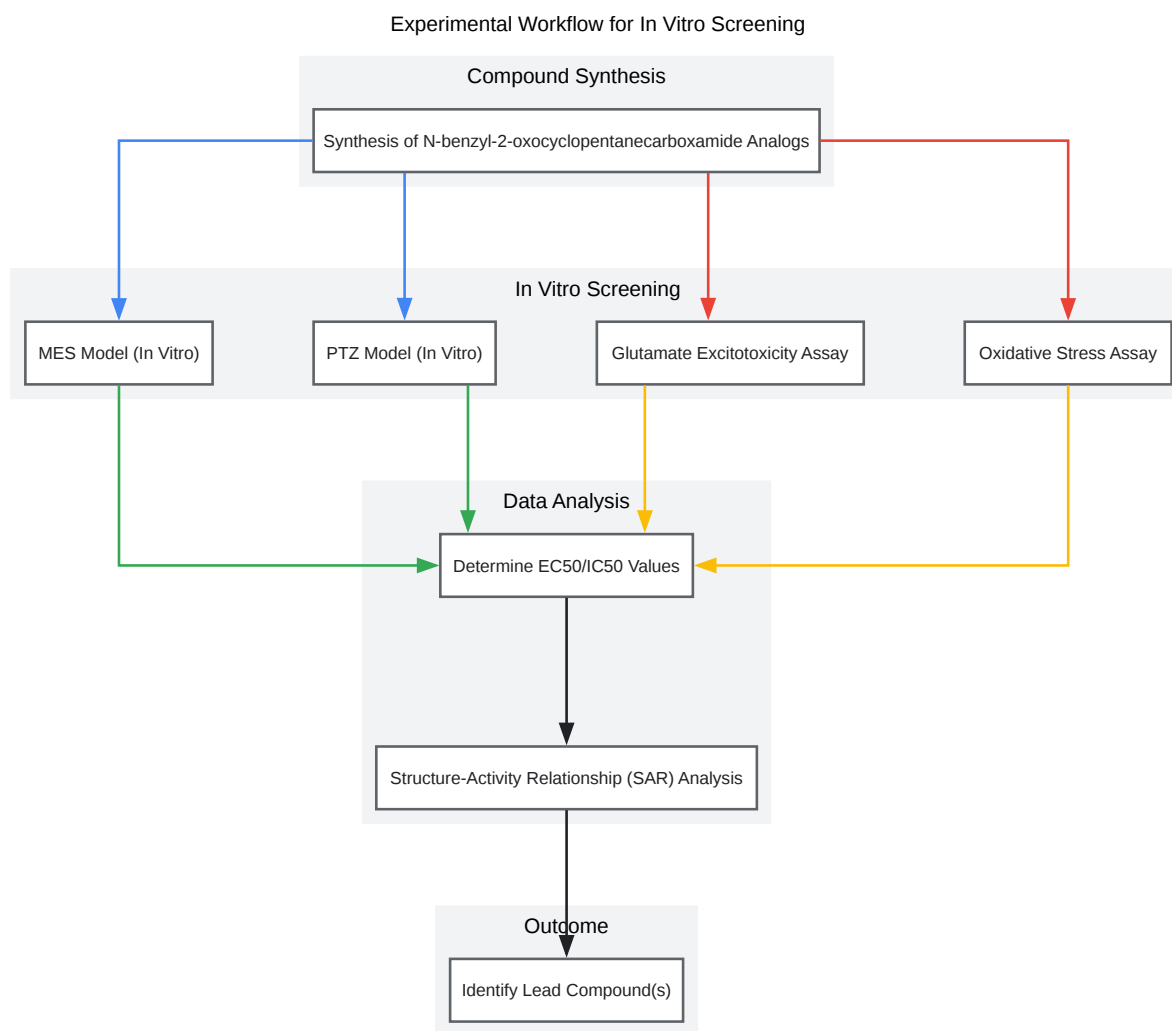 Experimental Workflow for In Vitro Screening
Compound Synthesis
Synthesis of N-benzyl-2-oxocyclopentanecarboxamide Analogs
In Vitro Screening
MES Model (In Vitro)
PTZ Model (In Vitro)
Glutamate Excitotoxicity Assay
Oxidative Stress Assay
Data Analysis
Determine EC50/IC50 Values
Structure-Activity Relationship (SAR) Analysis
Outcome
Identify Lead Compound(s)